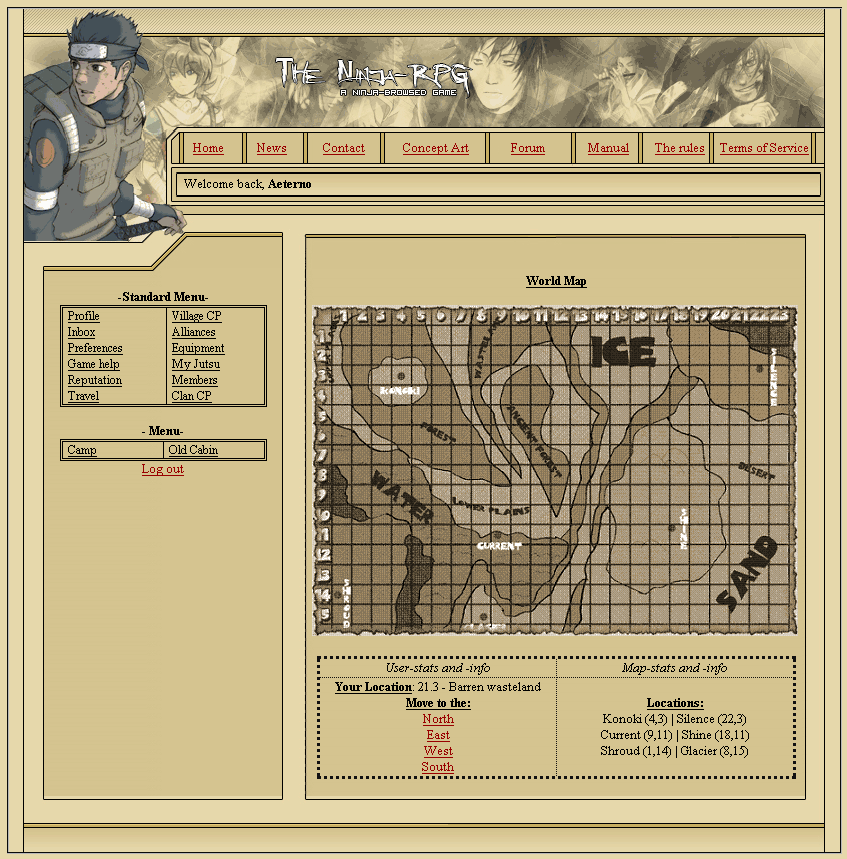 The Ninja-RPG
A NINJA-BROWSED GAME
Home News Contact Concept Art Forum Manual The rules Terms of Service
Welcome back, Aeterno
-Standard Menu-
Profile Village CP
Inbox Alliances
Preferences Equipment
Game help My Jutsu
Reputation Members
Travel Clan CP
- Menu-
Camp Old Cabin
Log out
World Map
1 2 3 4 5 6 7 8 9 10 11 12 13 14 15 16 17 18 19 20 21 22 23
1
2
3
4
5
6
7
8
9
10
11
12
13
14
5
WASTELAND
ICE
SILENCE
KONOKI
FOREST
ANCIENT FOREST
DESERT
WATER
LOWER PLAINS
SHINE
CURRENT
SAND
SHROUD
User-stats and -info
Your Location: 21.3 - Barren wasteland
Move to the:
North
East
West
South
Map-stats and -info
Locations:
Konoki (4,3) | Silence (22,3)
Current (9,11) | Shine (18,11)
Shroud (1,14) | Glacier (8,15)